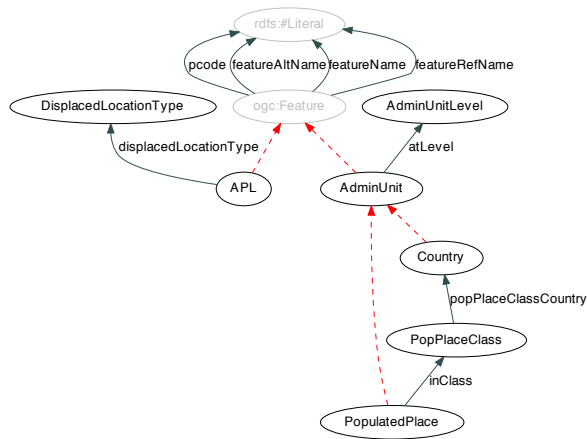 rdfs:#Literal
pcode
featureAltName
featureName
featureRefName
DisplacedLocationType
ogc:Feature
AdminUnitLevel
displacedLocationType
atLevel
APL
AdminUnit
Country
popPlaceClassCountry
PopPlaceClass
inClass
PopulatedPlace